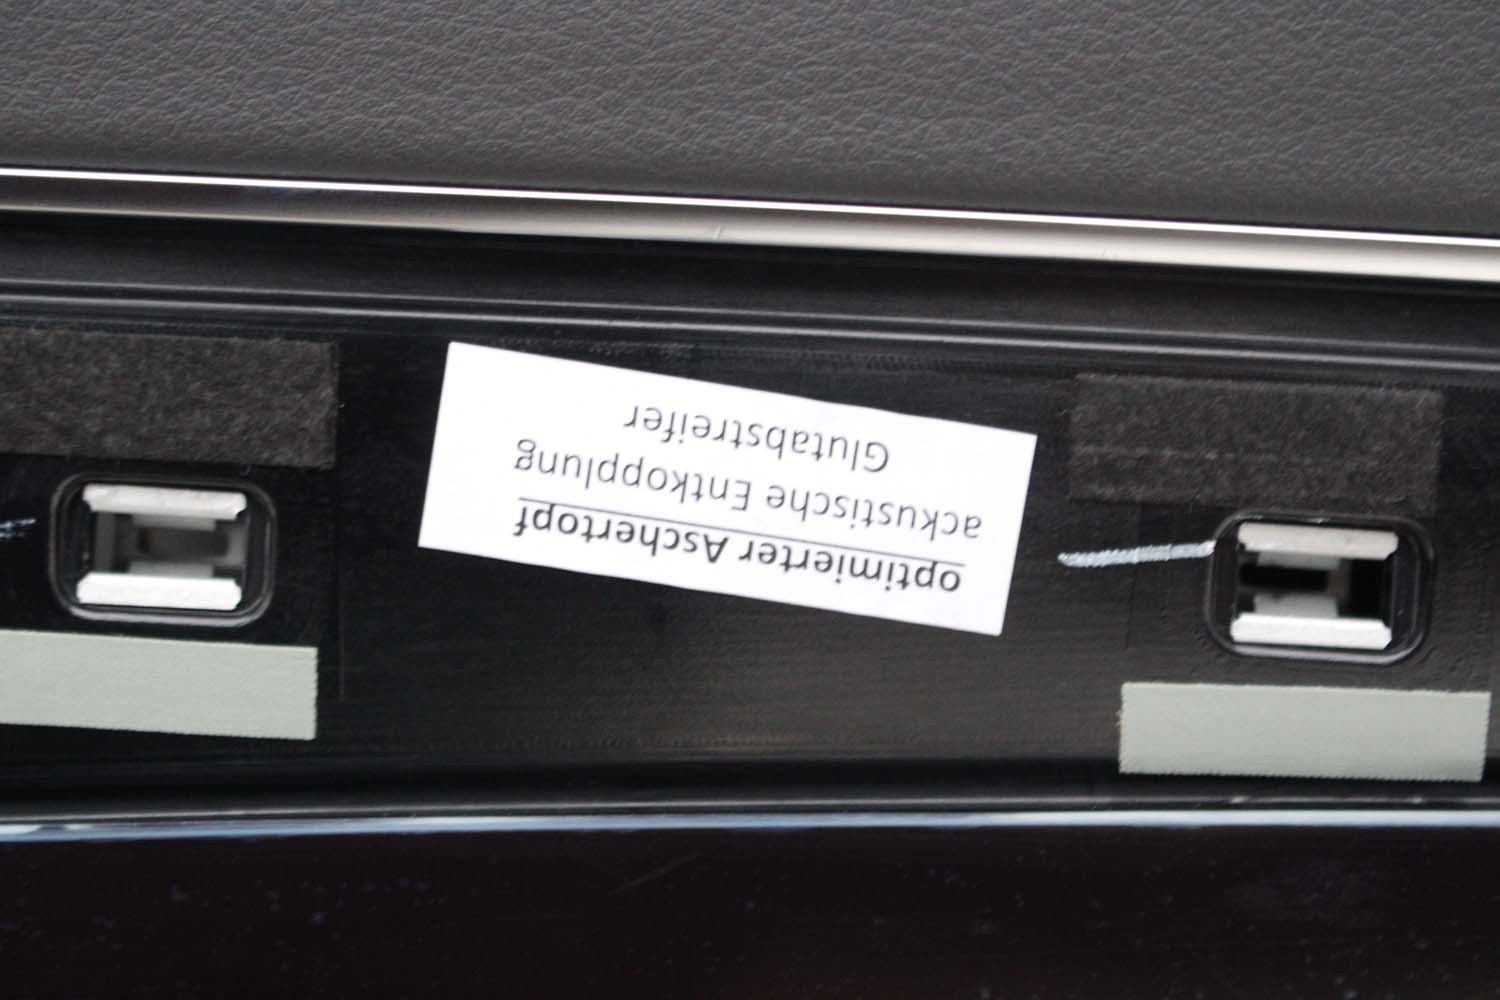 optimierter Aschertopf
ackustische Entkopplung
Glutabstreifer